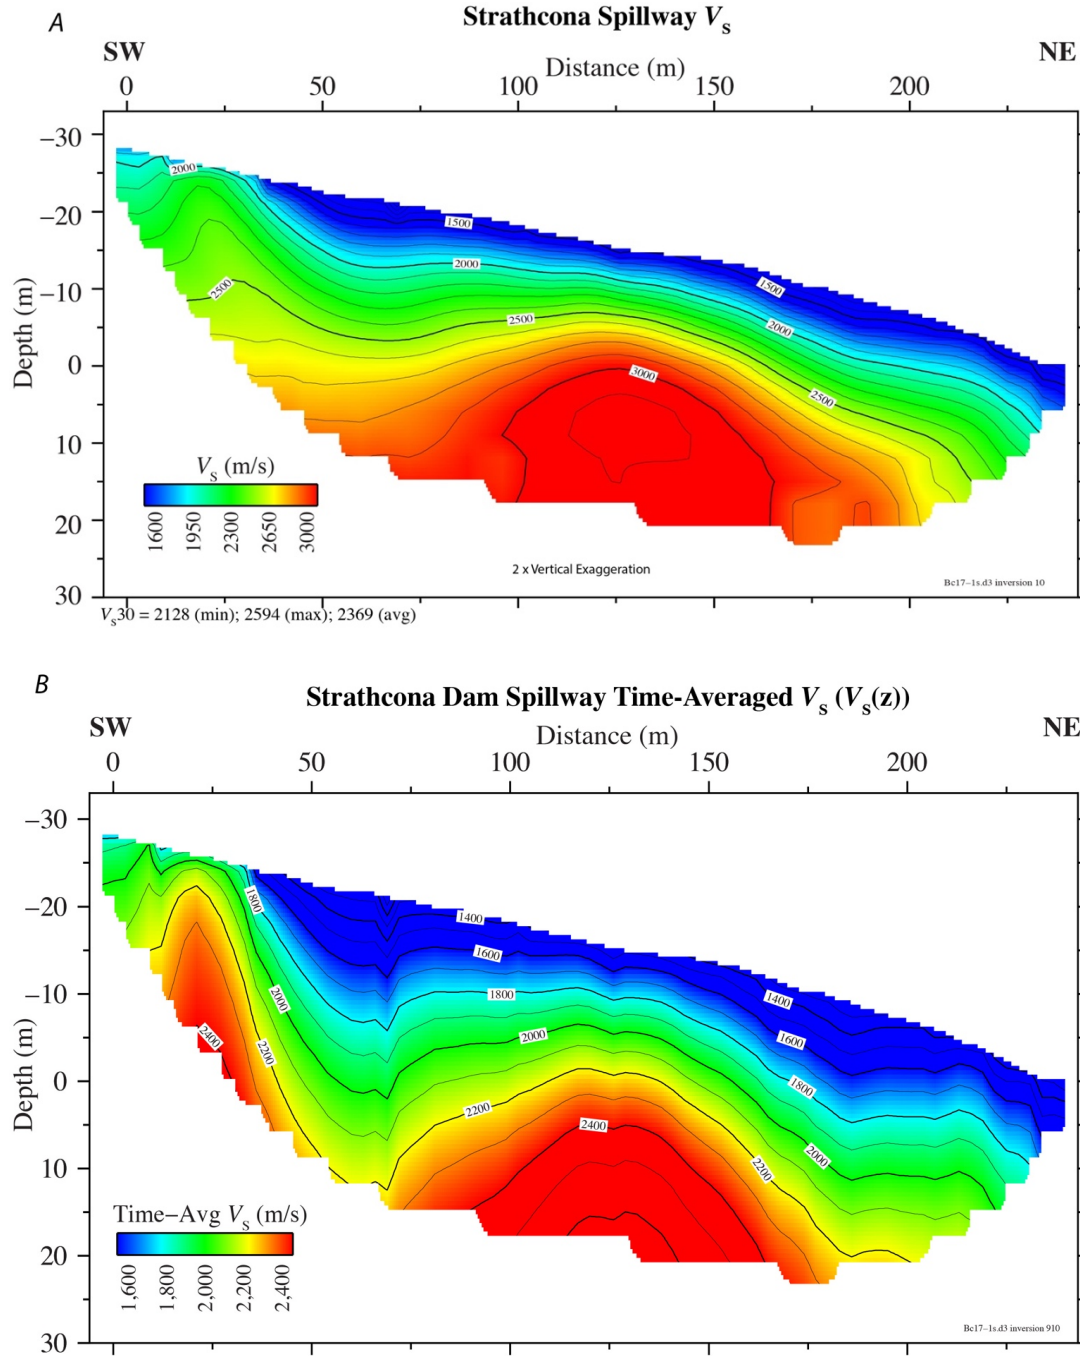 A
Strathcona Spillway Vs
SW
NE
Distance (m)
0 50 100 150 200
Depth (m)
−30
−20
−10
0
10
20
30
2000
1500
2000
2500
2500
3000
1500
2000
2500
Vs (m/s)
1600 1950 2300 2650 3000
2 x Vertical Exaggeration
Bc17−1s.d3 inversion 10
Vs30 = 2128 (min); 2594 (max); 2369 (avg)
B
Strathcona Dam Spillway Time-Averaged Vs (Vs(z))
SW
NE
Distance (m)
0 50 100 150 200
Depth (m)
−30
−20
−10
0
10
20
30
1800
1400
1600
1800
2000
2000
2200
2400
2200
2400
1400
1600
1800
2000
2200
Time−Avg Vs (m/s)
1,600 1,800 2,000 2,200 2,400
Bc17−1s.d3 inversion 910